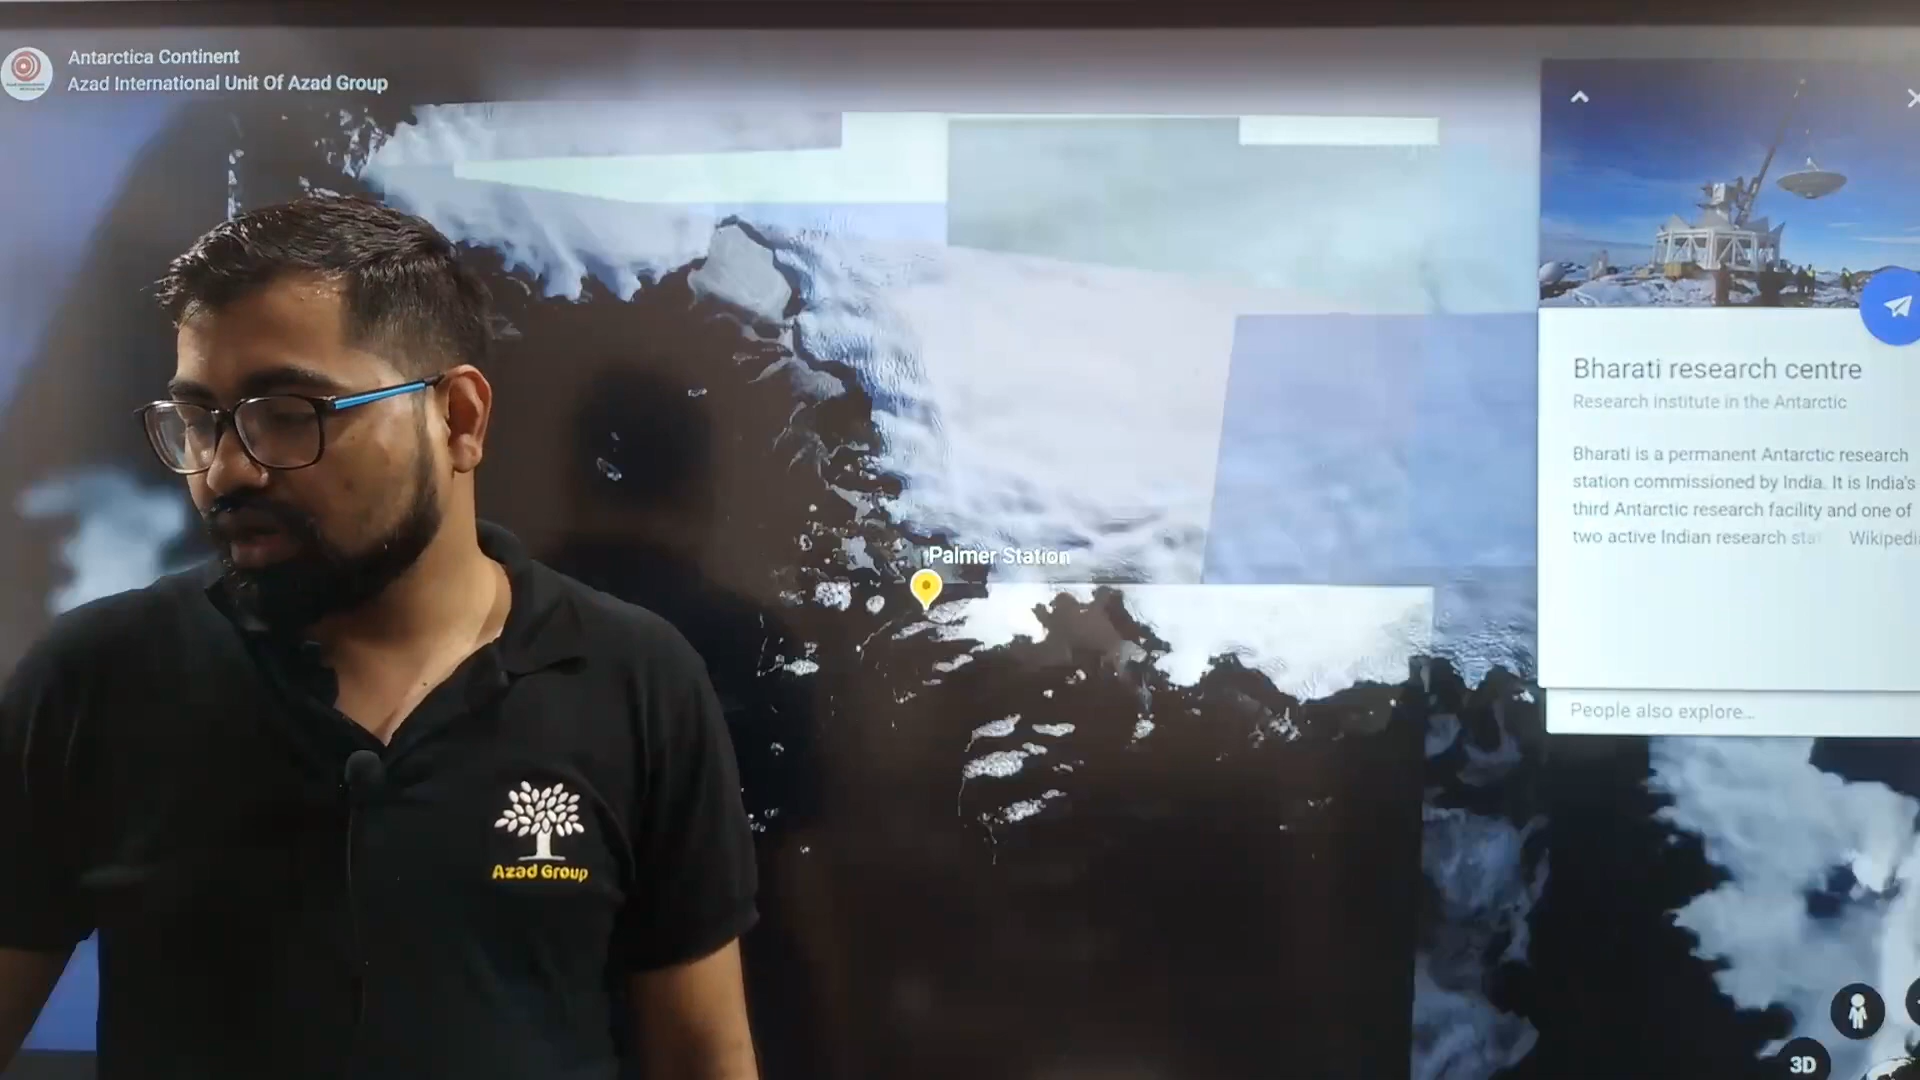 Antarctica Continent
Azad International Unit Of Azad Group
Bharati research centre
Research institute in the Antarctic
Bharati is a permanent Antarctic research
station commissioned by India. It is India's
third Antarctic research facility and one of
two active Indian research sta
Wikipedia
Palmer Station
People also explore...
Azad Group
3D